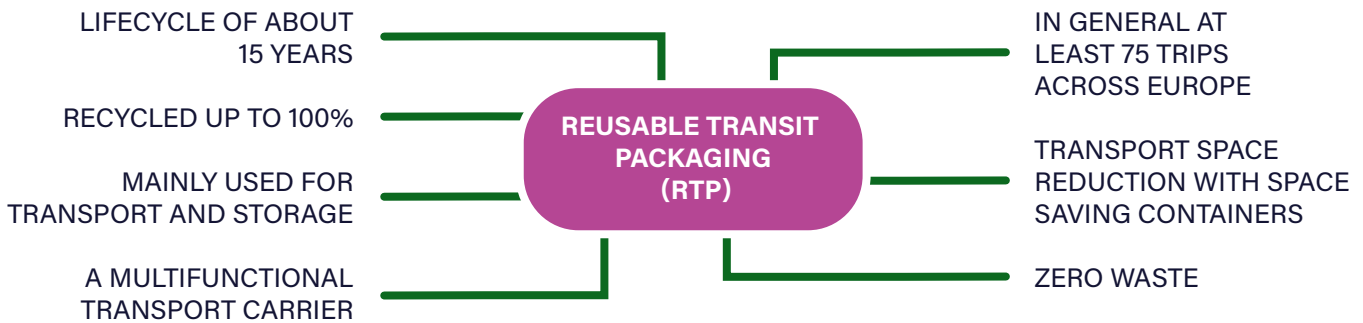 LIFECYCLE OF ABOUT
15 YEARS
RECYCLED UP TO 100%
MAINLY USED FOR
TRANSPORT AND STORAGE
A MULTIFUNCTIONAL
TRANSPORT CARRIER
REUSABLE TRANSIT
PACKAGING
(RTP)
IN GENERAL AT
LEAST 75 TRIPS
ACROSS EUROPE
TRANSPORT SPACE
REDUCTION WITH SPACE
SAVING CONTAINERS
ZERO WASTE